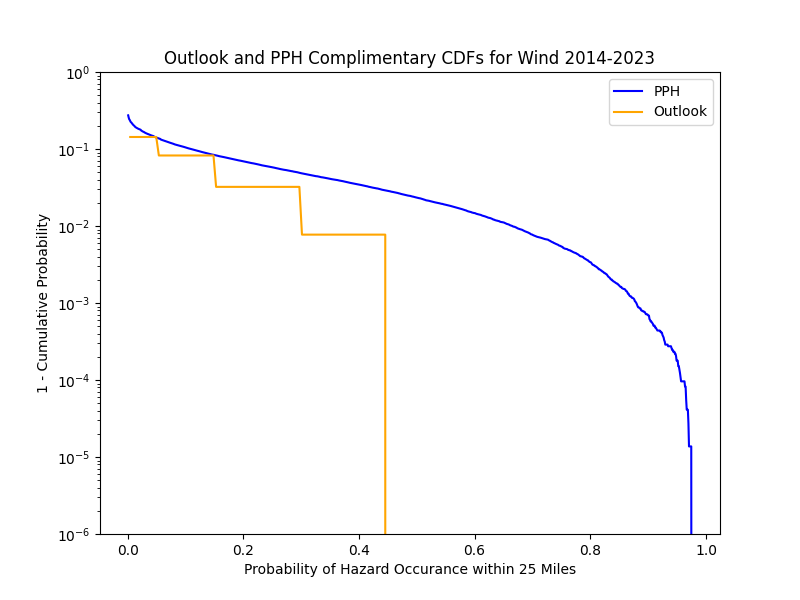 Outlook and PPH Complimentary CDFs for Wind 2014-2023
PPH
Outlook
10^0
10^-1
10^-2
10^-3
10^-4
10^-5
10^-6
1 - Cumulative Probability
0.0 0.2 0.4 0.6 0.8 1.0
Probability of Hazard Occurance within 25 Miles